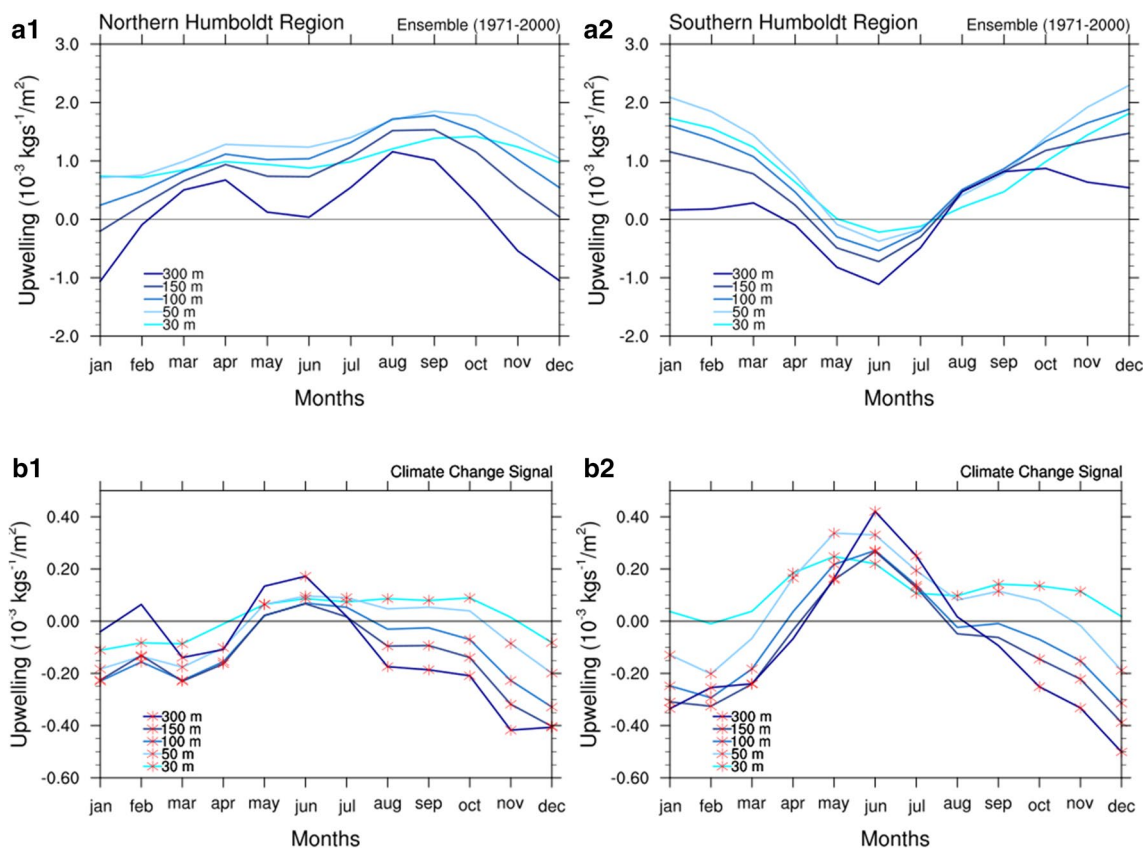 a1 Northern Humboldt Region Ensemble (1971-2000)
3.0
2.0
1.0
0.0
-1.0
-2.0
Upwelling (10-3 kgs-1/m2)
300 m
150 m
100 m
50 m
30 m
jan feb mar apr may jun jul aug sep oct nov dec
Months
a2 Southern Humboldt Region Ensemble (1971-2000)
3.0
2.0
1.0
0.0
-1.0
-2.0
Upwelling (10-3 kgs-1/m2)
300 m
150 m
100 m
50 m
30 m
jan feb mar apr may jun jul aug sep oct nov dec
Months
b1 Climate Change Signal
0.40
0.20
0.00
-0.20
-0.40
-0.60
Upwelling (10-3 kgs-1/m2)
300 m
150 m
100 m
50 m
30 m
jan feb mar apr may jun jul aug sep oct nov dec
Months
b2 Climate Change Signal
0.40
0.20
0.00
-0.20
-0.40
-0.60
Upwelling (10-3 kgs-1/m2)
300 m
150 m
100 m
50 m
30 m
jan feb mar apr may jun jul aug sep oct nov dec
Months